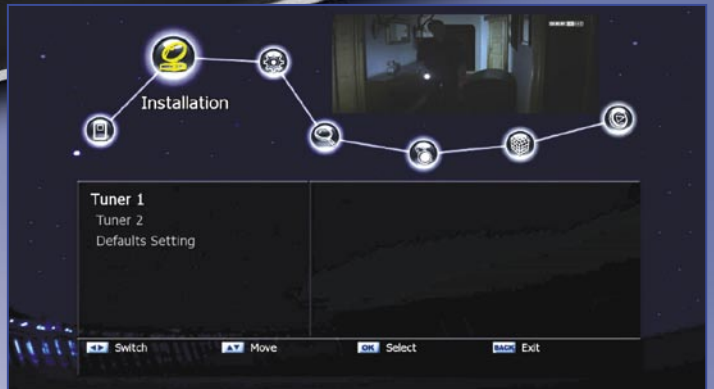 Installation
Tuner 1
Tuner 2
Defaults Setting
Switch
Move
OK Select
BACK Exit